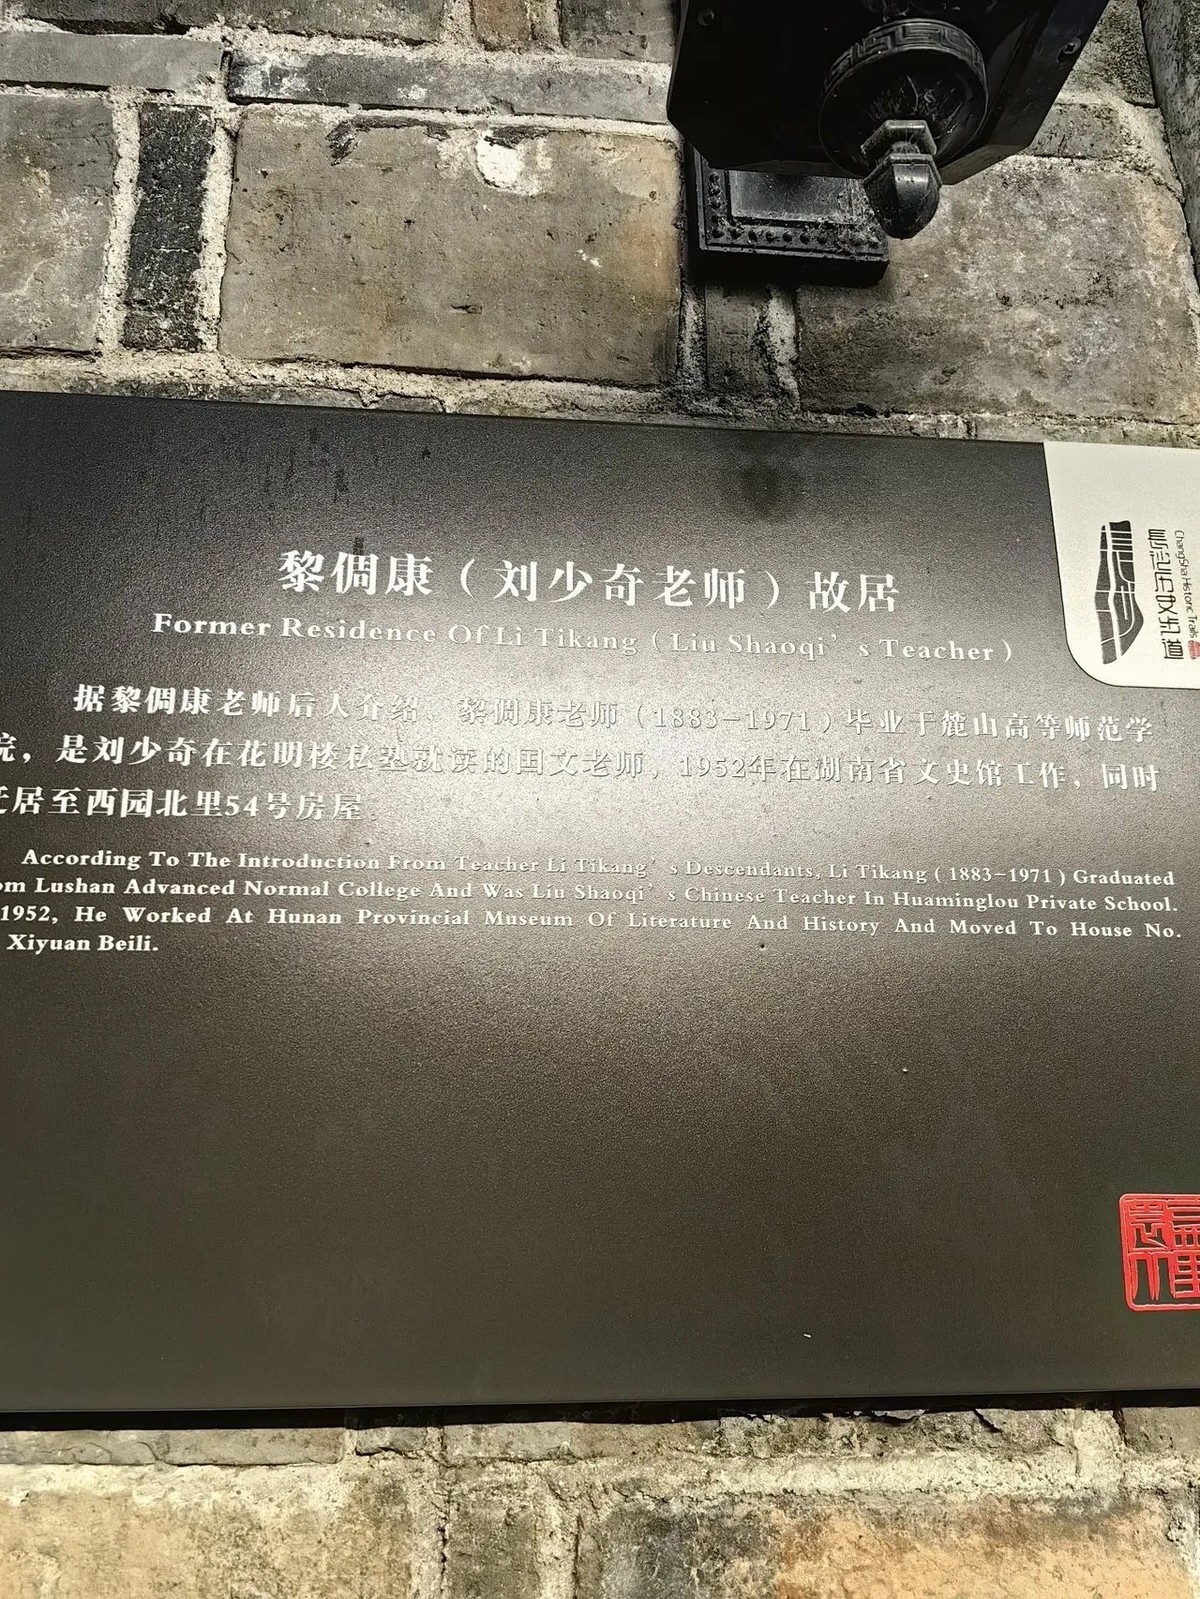 黎倜康（刘少奇老师）故居
Former Residence Of Li Tikang ( Liu Shaoqi’s Teacher )
据黎倜康老师后人介绍，黎倜康老师（1883-1971）毕业于麓山高等师范学
院，是刘少奇在花明楼私塾就读的国文老师，1952年在湖南省文史馆工作，同时
迁居至西园北里54号房屋。
According To The Introduction From Teacher Li Tikang’s Descendants, Li Tikang ( 1883-1971 ) Graduated
om Lushan Advanced Normal College And Was Liu Shaoqi’s Chinese Teacher In Huaminglou Private School.
1952, He Worked At Hunan Provincial Museum Of Literature And History And Moved To House No.
Xiyuan Beili.
长沙历史步道
ChangSha Historic Trails